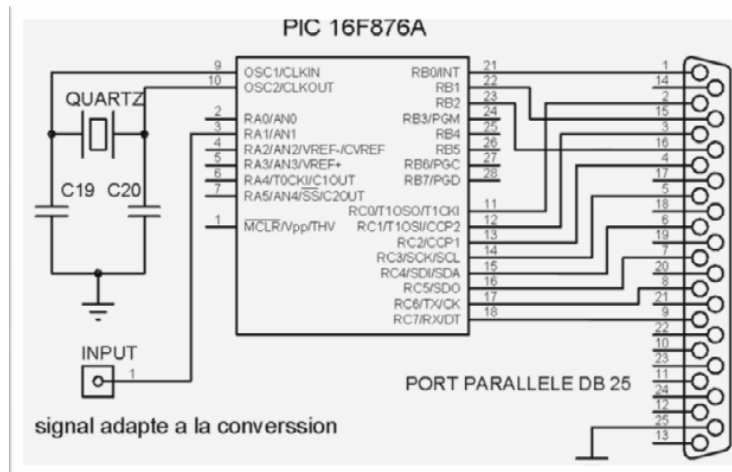 PIC 16F876A
9 OSC1/CLKIN
10 OSC2/CLKOUT
QUARTZ
2 RA0/AN0
3 RA1/AN1
4 RA2/AN2/VREF-/CVREF
5 RA3/AN3/VREF+
6 RA4/T0CKI/C1OUT
7 RA5/AN4/SS/C2OUT
1 MCLR/Vpp/THV
RB0/INT 21
RB1 22
RB2 23
RB3/PGM 24
RB4 25
RB5 26
RB6/PGC 27
RB7/PGD 28
RC0/T1OSO/T1CKI 11
RC1/T1OSI/CCP2 12
RC2/CCP1 13
RC3/SCK/SCL 14
RC4/SDI/SDA 15
RC5/SDO 16
RC6/TX/CK 17
RC7/RX/DT 18
1
14
2
15
3
16
4
17
5
18
6
19
7
20
8
21
9
22
10
23
11
24
12
25
13
C19 C20
INPUT
1
PORT PARALLELE DB 25
signal adapte a la converssion